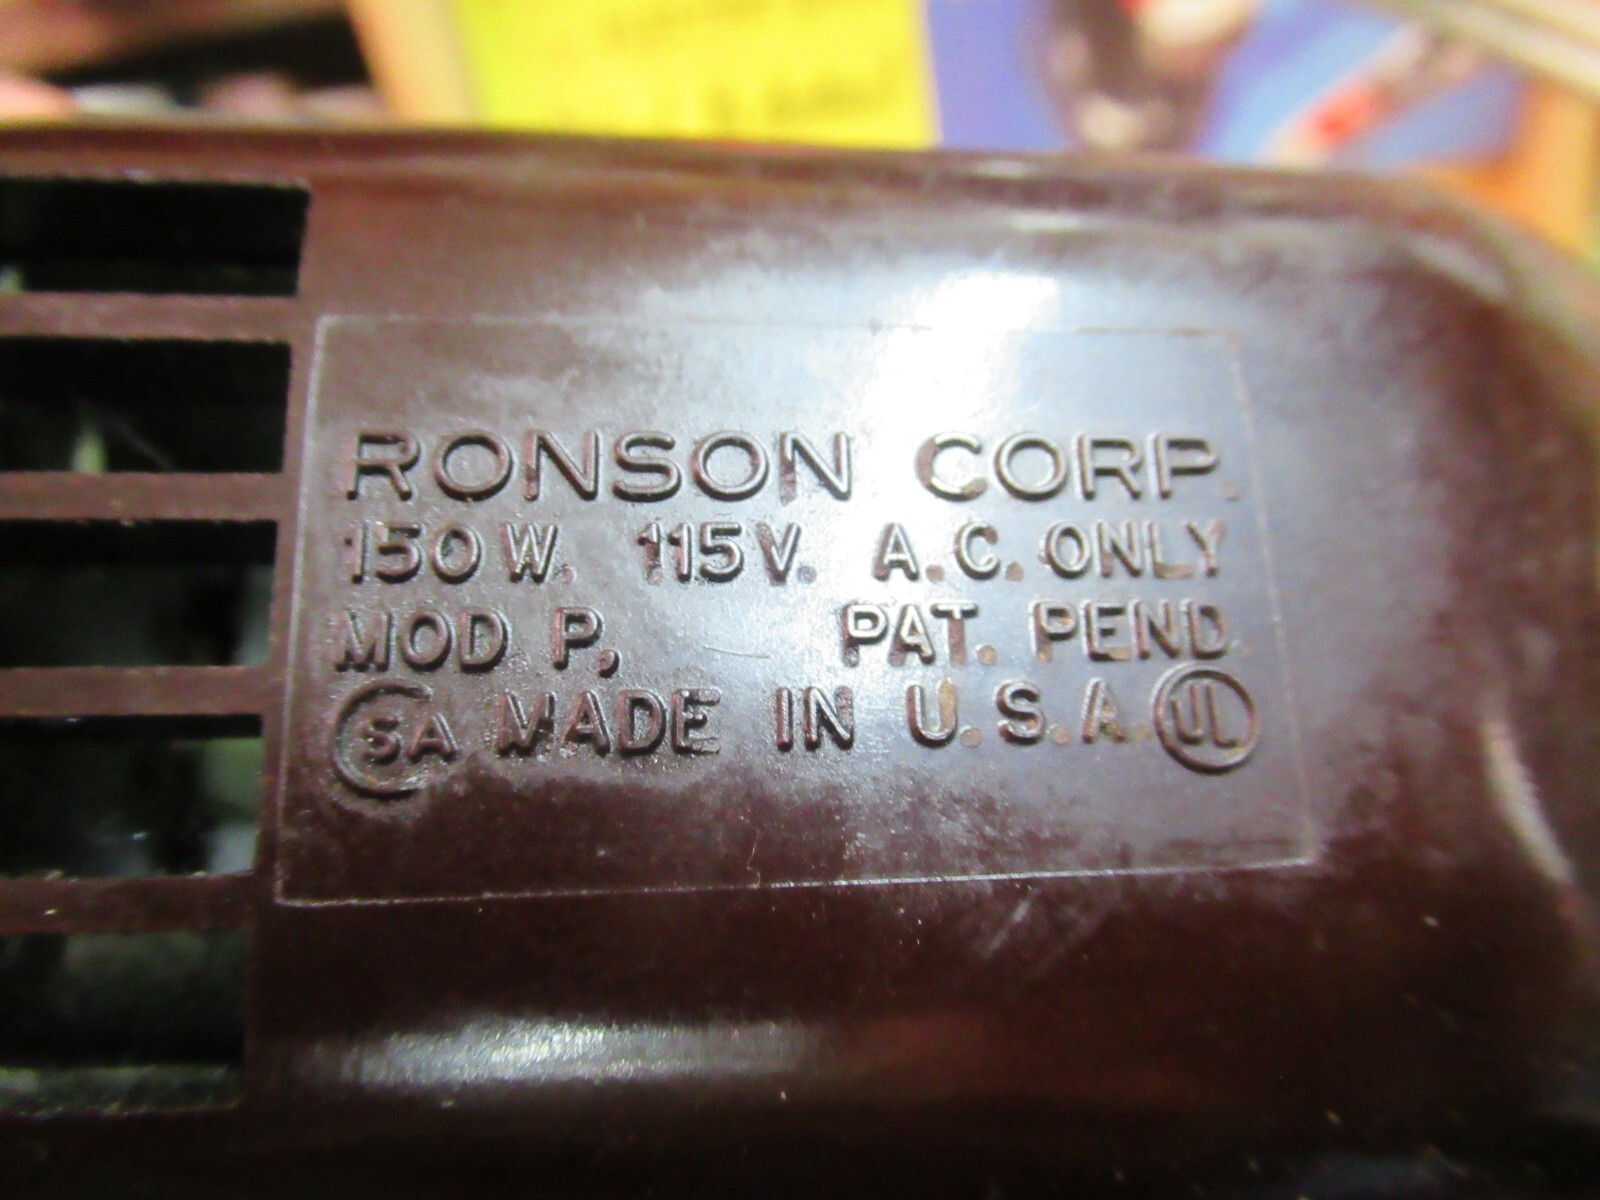 RONSON CORP.
150 W. 115 V. A.C. ONLY
MOD P, PAT. PEND.
SA MADE IN U.S.A. UL